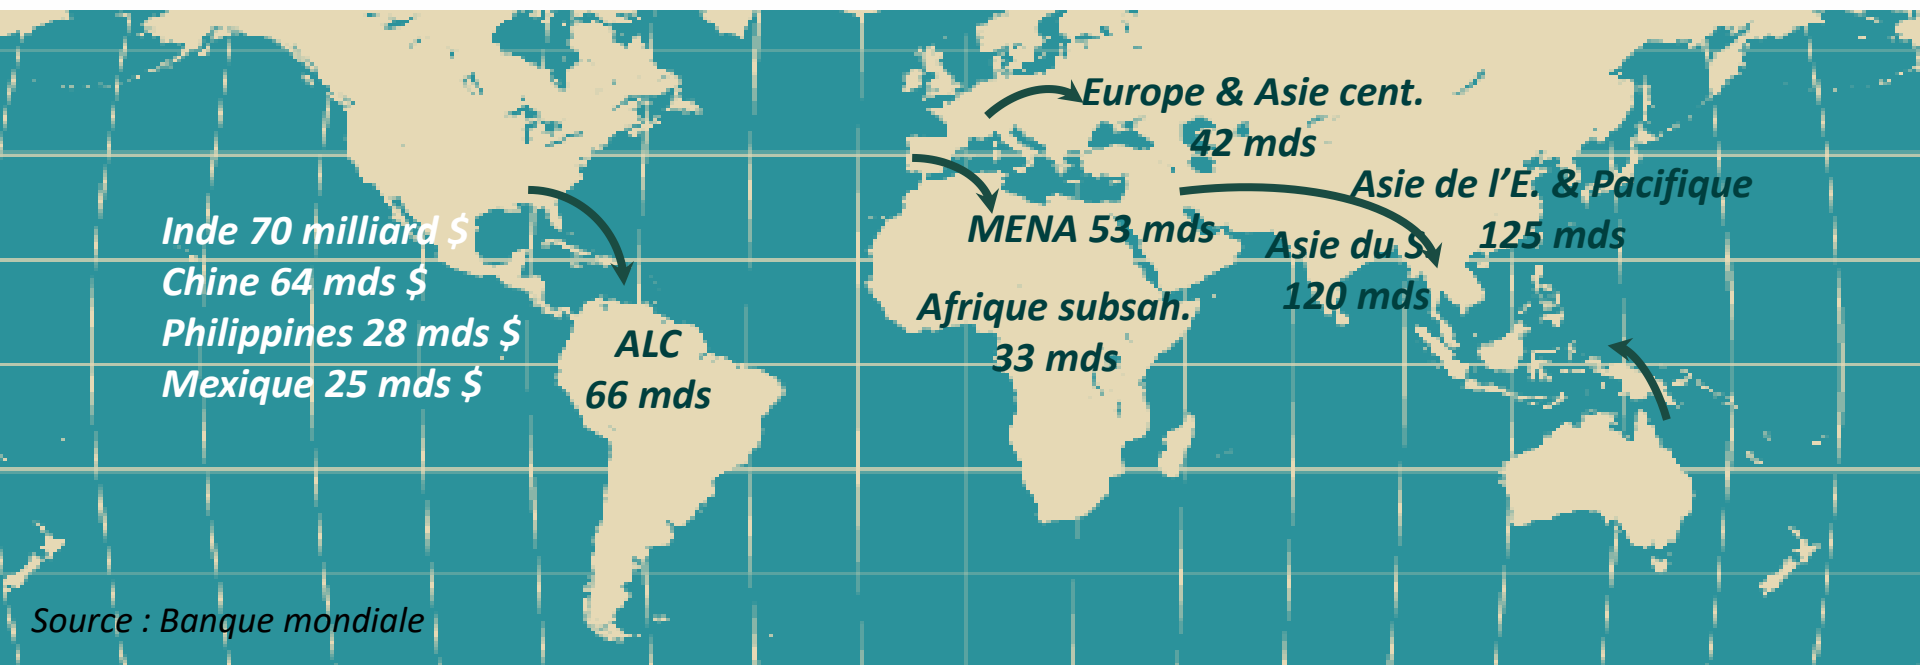 Europe & Asie cent.
42 mds
Asie de l’E. & Pacifique
125 mds
Inde 70 milliard $
Chine 64 mds $
Philippines 28 mds $
Mexique 25 mds $
MENA 53 mds
Asie du S.
120 mds
Afrique subsah.
33 mds
ALC
66 mds
Source : Banque mondiale